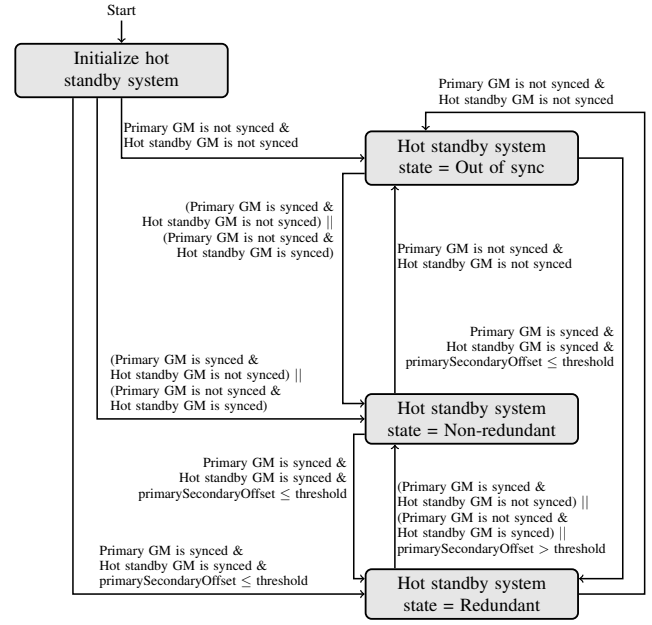 Start
Initialize hot
standby system
Primary GM is not synced &
Hot standby GM is not synced
Primary GM is not synced &
Hot standby GM is not synced
Hot standby system
state = Out of sync
(Primary GM is synced &
Hot standby GM is not synced) ||
(Primary GM is not synced &
Hot standby GM is synced)
Primary GM is not synced &
Hot standby GM is not synced
Primary GM is synced &
Hot standby GM is synced &
primarySecondaryOffset ≤ threshold
(Primary GM is synced &
Hot standby GM is not synced) ||
(Primary GM is not synced &
Hot standby GM is synced)
Hot standby system
state = Non-redundant
Primary GM is synced &
Hot standby GM is synced &
primarySecondaryOffset ≤ threshold
(Primary GM is synced &
Hot standby GM is not synced) ||
(Primary GM is not synced &
Hot standby GM is synced) ||
primarySecondaryOffset > threshold
Primary GM is synced &
Hot standby GM is synced &
primarySecondaryOffset ≤ threshold
Hot standby system
state = Redundant